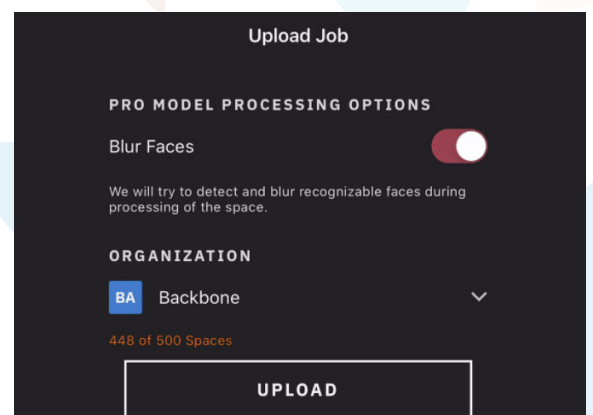 Upload Job
PRO MODEL PROCESSING OPTIONS
Blur Faces
We will try to detect and blur recognizable faces during
processing of the space.
ORGANIZATION
BA Backbone
448 of 500 Spaces
UPLOAD